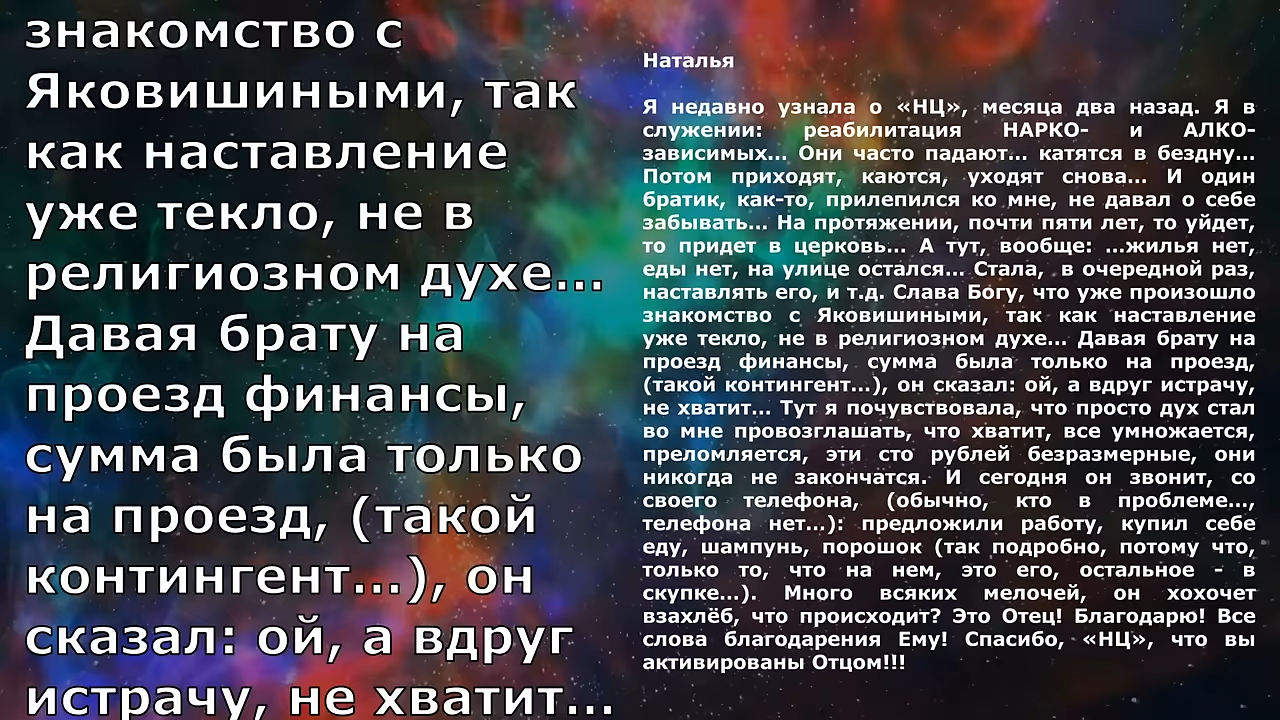 знакомство с
Яковишиными, так
как наставление
уже текло, не в
религиозном духе...
Давая брату на
проезд финансы,
сумма была только
на проезд, (такой
контингент...), он
сказал: ой, а вдруг
истрачу, не хватит...
Наталья
Я недавно узнала о «НЦ», месяца два назад. Я в
служении: реабилитация НАРКО- и АЛКО-
зависимых... Они часто падают... катятся в бездну...
Потом приходят, каются, уходят снова... И один
братик, как-то, прилепился ко мне, не давал о себе
забывать... На протяжении, почти пяти лет, то уйдет,
то придет в церковь... А тут, вообще: ...жилья нет,
еды нет, на улице остался... Стала, в очередной раз,
наставлять его, и т.д. Слава Богу, что уже произошло
знакомство с Яковишиными, так как наставление
уже текло, не в религиозном духе... Давая брату на
проезд финансы, сумма была только на проезд,
(такой контингент...), он сказал: ой, а вдруг истрачу,
не хватит... Тут я почувствовала, что просто дух стал
во мне провозглашать, что хватит, все умножается,
преломляется, эти сто рублей безразмерные, они
никогда не закончатся. И сегодня он звонит, со
своего телефона, (обычно, кто в проблеме...,
телефона нет...): предложили работу, купил себе
еду, шампунь, порошок (так подробно, потому что,
только то, что на нем, это его, остальное - в
скупке...). Много всяких мелочей, он хохочет
взахлёб, что происходит? Это Отец! Благодарю! Все
слова благодарения Ему! Спасибо, «НЦ», что вы
активированы Отцом!!!